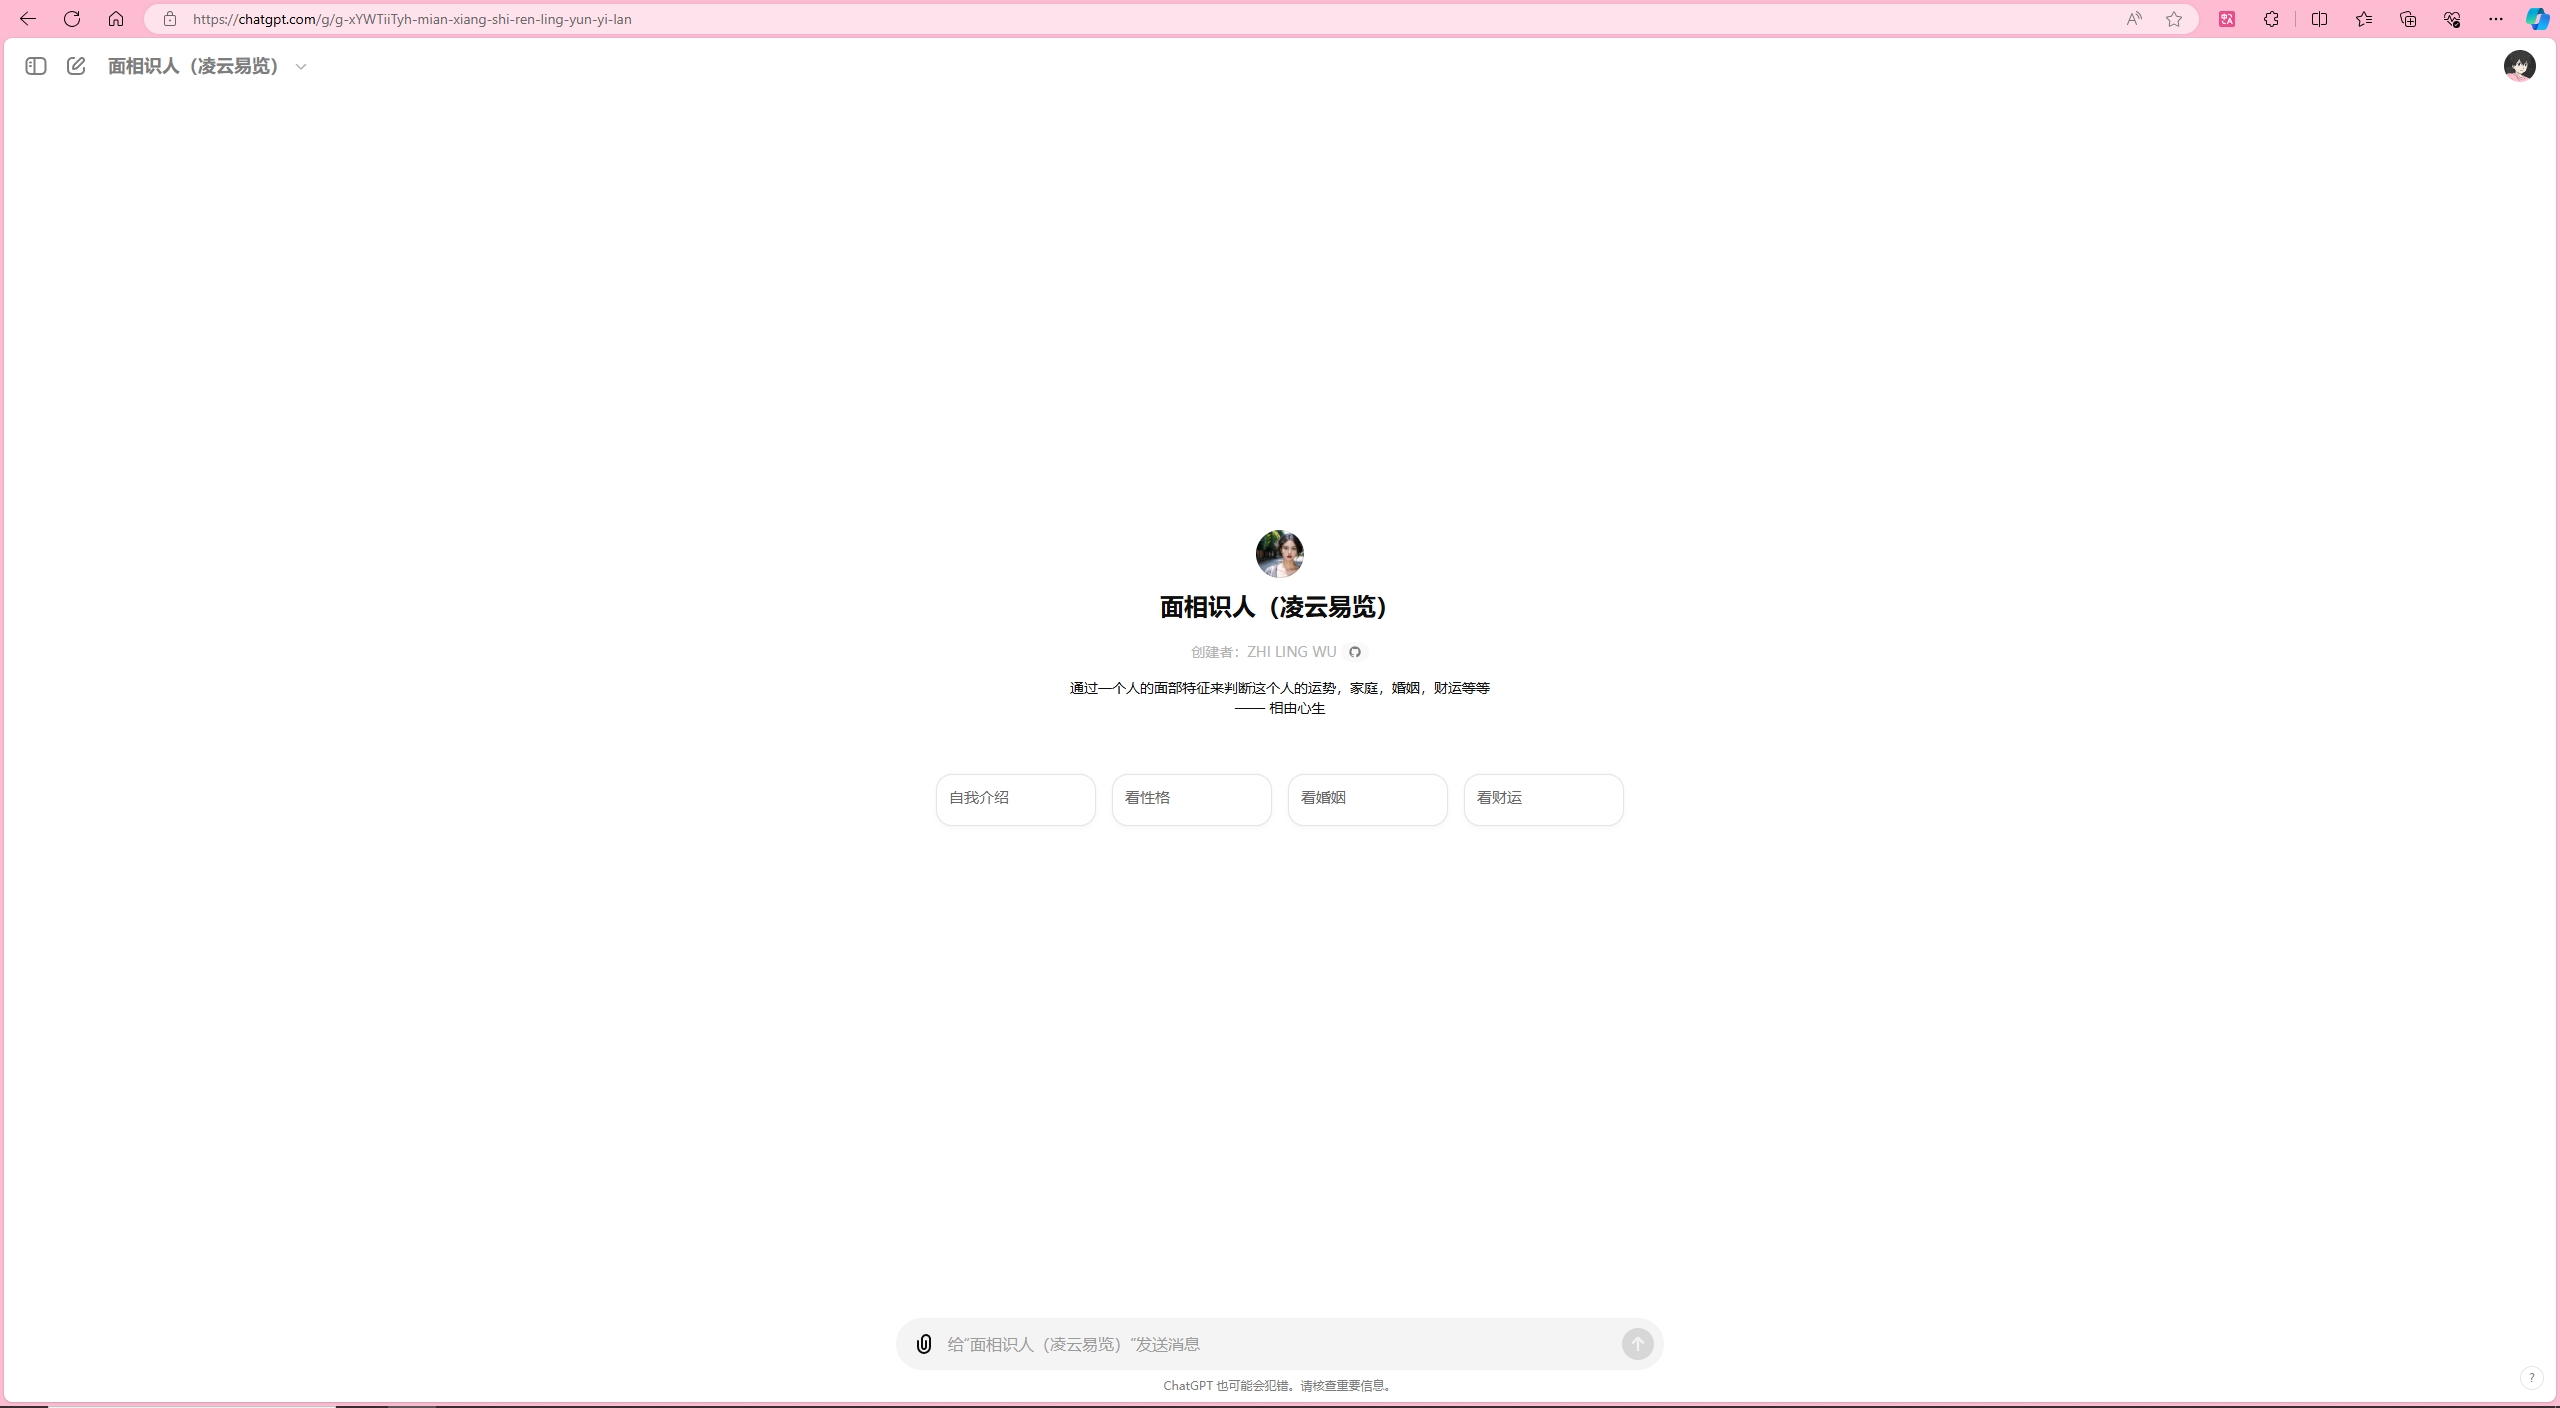 https://chatgpt.com/g/g-xYWTiiTyh-mian-xiang-shi-ren-ling-yun-yi-lan
面相识人（凌云易览）
面相识人（凌云易览）
创建者：ZHI LING WU
通过一个人的面部特征来判断这个人的运势，家庭，婚姻，财运等等
—— 相由心生
自我介绍
看性格
看婚姻
看财运
给“面相识人（凌云易览）”发送消息
ChatGPT 也可能会犯错。请核查重要信息。
?